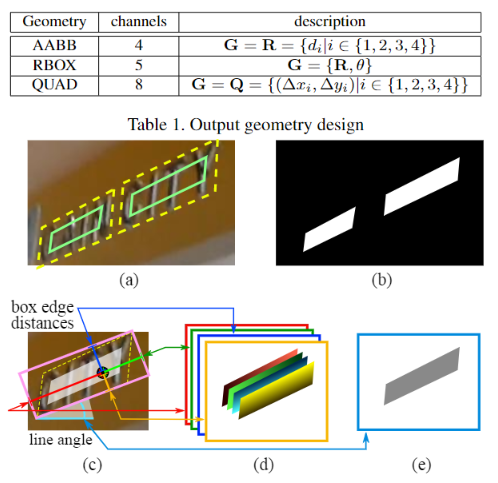 Geometry channels description
AABB 4 G = R = {d_i|i ∈ {1, 2, 3, 4}}
RBOX 5 G = {R, θ}
QUAD 8 G = Q = {(Δx_i, Δy_i)|i ∈ {1, 2, 3, 4}}
Table 1. Output geometry design
(a) (b)
box edge
distances
line angle
(c) (d) (e)